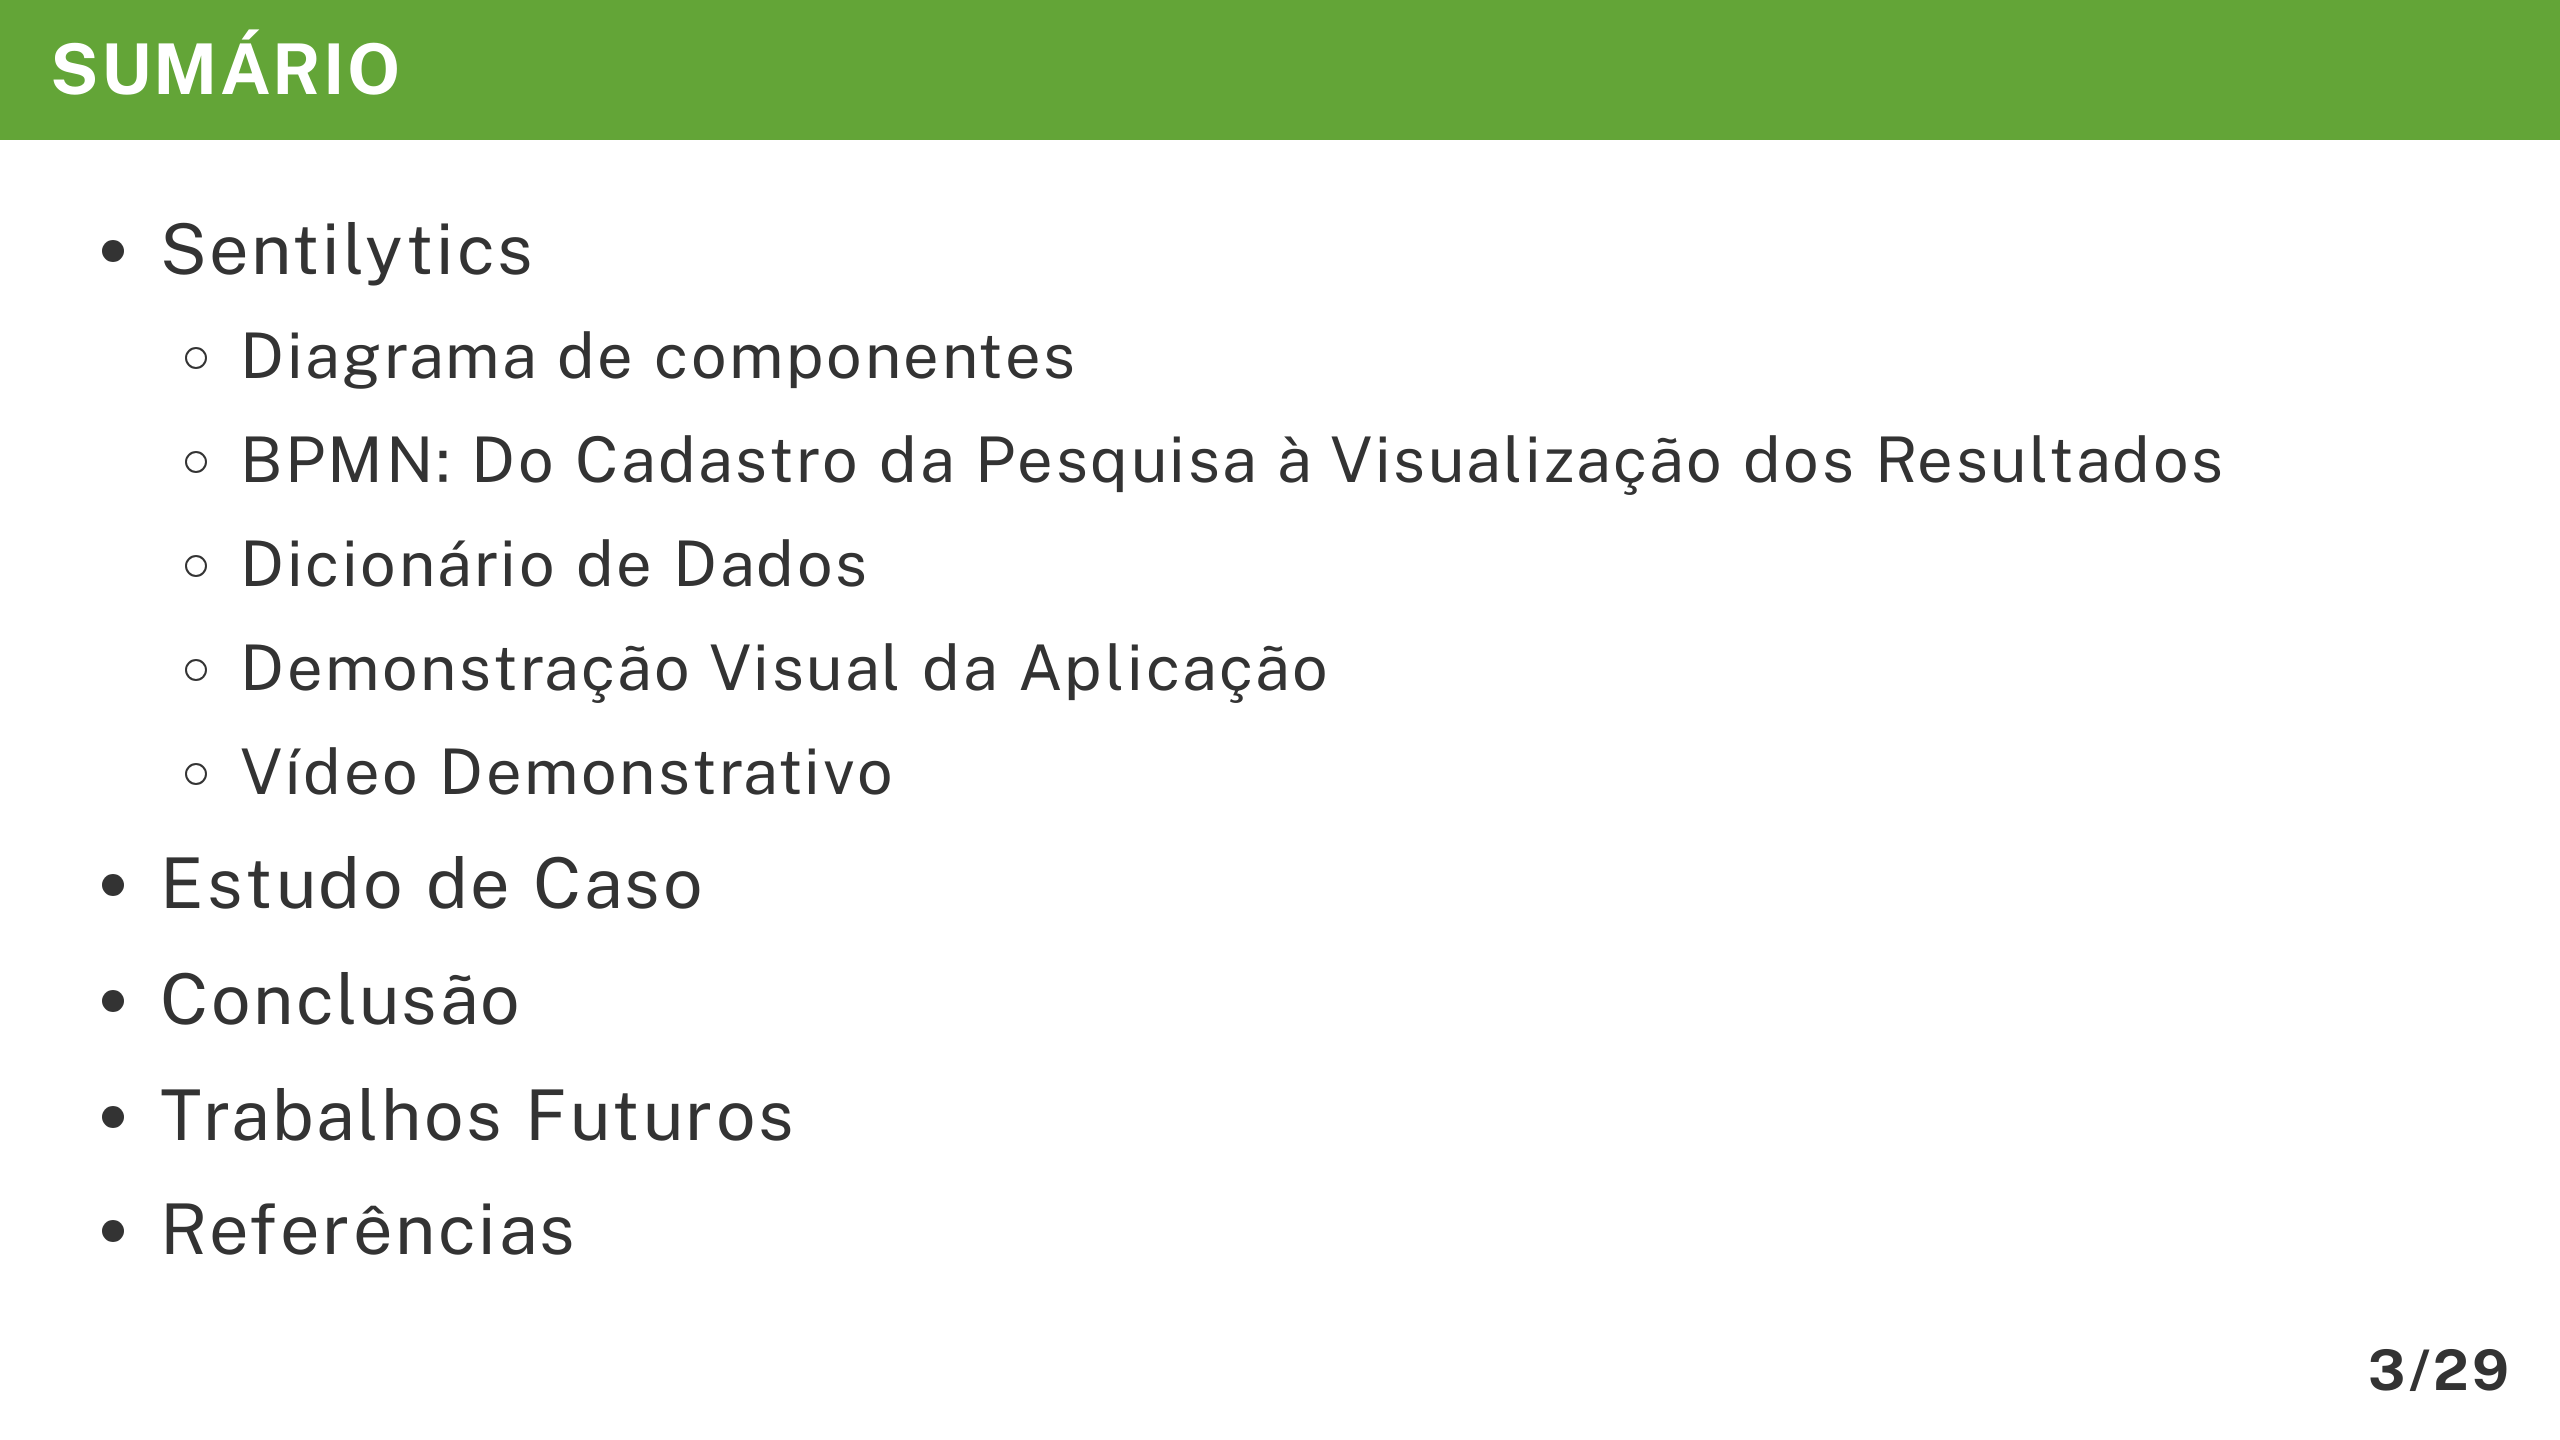 SUMÁRIO
Sentilytics
Diagrama de componentes
BPMN: Do Cadastro da Pesquisa à Visualização dos Resultados
Dicionário de Dados
Demonstração Visual da Aplicação
Vídeo Demonstrativo
Estudo de Caso
Conclusão
Trabalhos Futuros
Referências
3/29